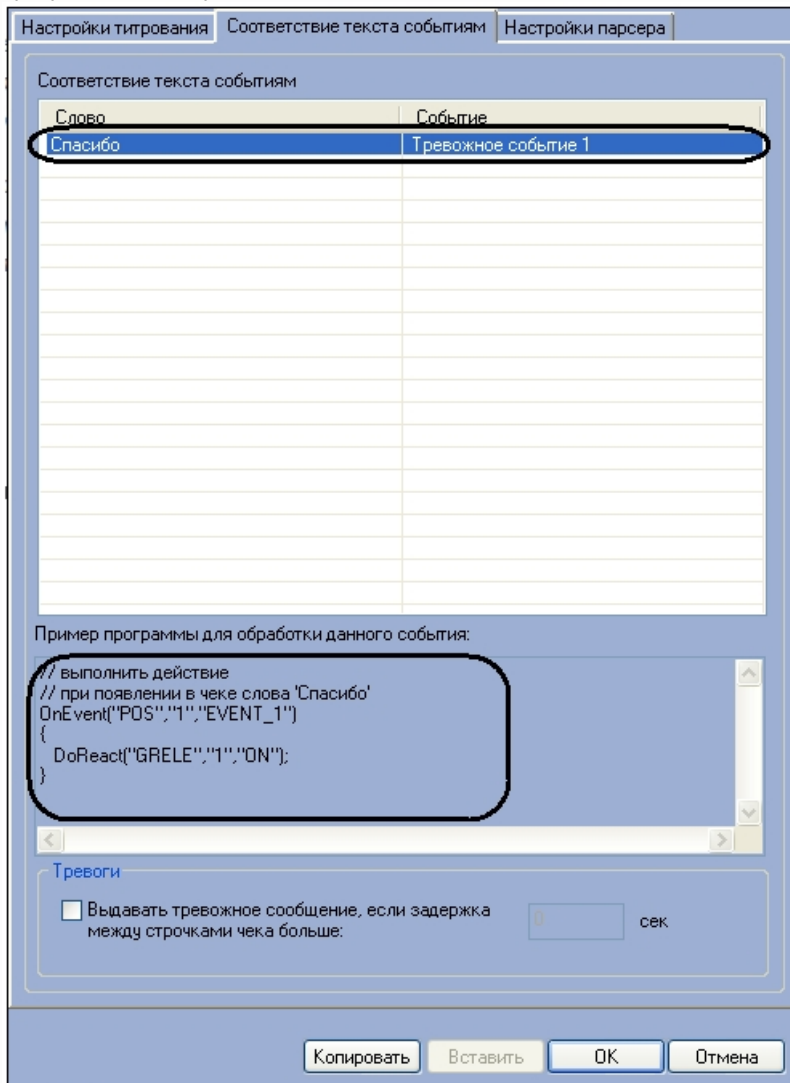 Настройки титрования Соответствие текста событиям Настройки парсера
Соответствие текста событиям
Слово Событие
Спасибо Тревожное событие 1
Пример программы для обработки данного события:
// выполнить действие
// при появлении в чеке слова 'Спасибо'
OnEvent("POS","1","EVENT_1")
{
DoReact("GRELE","1","ON");
}
Тревоги
Выдавать тревожное сообщение, если задержка
между строчками чека больше:
0 сек
Копировать Вставить OK Отмена